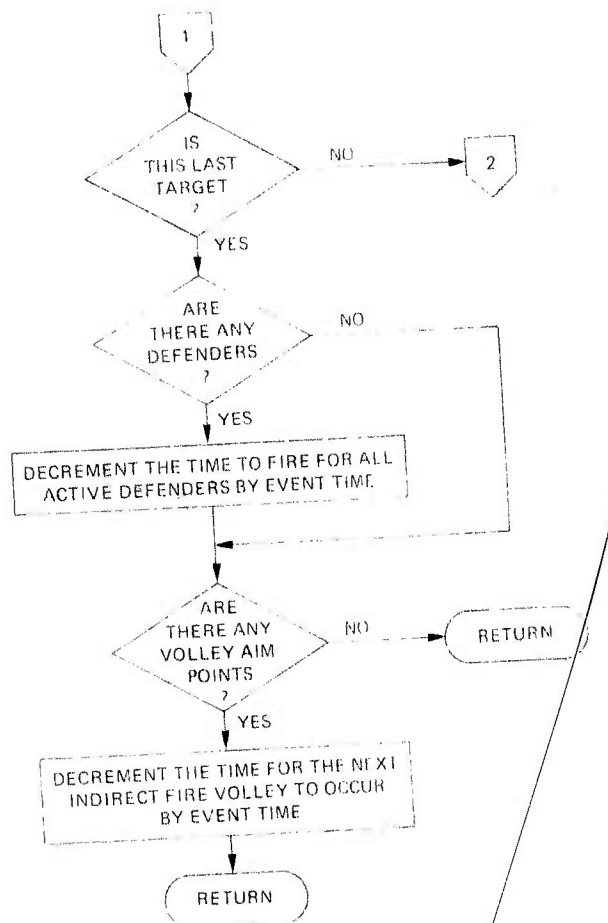 1
IS
THIS LAST
TARGET
?
NO
2
YES
ARE
THERE ANY
DEFENDERS
?
NO
YES
DECREMENT THE TIME TO FIRE FOR ALL
ACTIVE DEFENDERS BY EVENT TIME
ARE
THERE ANY
VOLLEY AIM
POINTS
?
NO
RETURN
YES
DECREMENT THE TIME FOR THE NEXT
INDIRECT FIRE VOLLEY TO OCCUR
BY EVENT TIME
RETURN